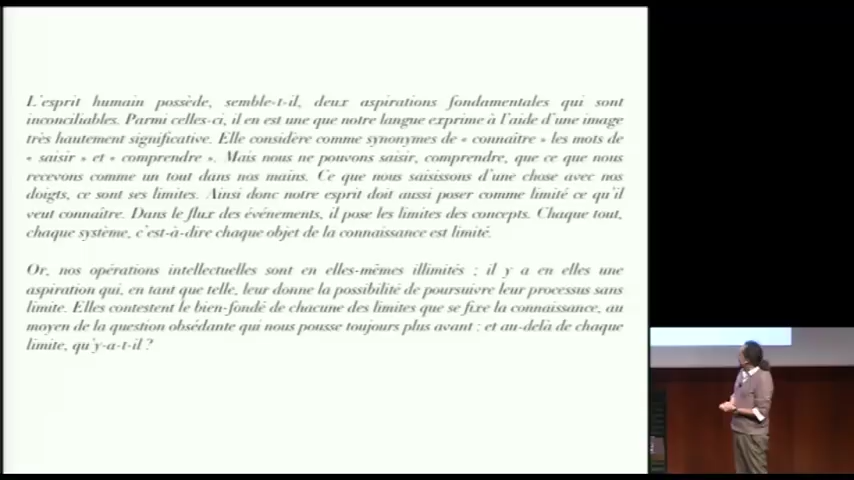 L'esprit humain possède, semble-t-il, deux aspirations fondamentales qui sont
inconciliables. Parmi celles-ci, il en est une que notre langue exprime à l'aide d'une image
très hautement significative. Elle considère comme synonymes de « connaître » les mots de
« saisir » et « comprendre ». Mais nous ne pouvons saisir, comprendre, que ce que nous
recevons comme un tout dans nos mains. Ce que nous saisissons d'une chose avec nos
doigts, ce sont ses limites. Ainsi donc notre esprit doit aussi poser comme limité ce qu'il
veut connaître. Dans le flux des événements, il pose les limites des concepts. Chaque tout,
chaque système, c'est-à-dire chaque objet de la connaissance est limité.
Or, nos opérations intellectuelles sont en elles-mêmes illimités ; il y a en elles une
aspiration qui, en tant que telle, leur donne la possibilité de poursuivre leur processus sans
limite. Elles contestent le bien-fondé de chacune des limites que se fixe la connaissance, au
moyen de la question obsédante qui nous pousse toujours plus avant : et au-delà de chaque
limite, qu'y-a-t-il ?